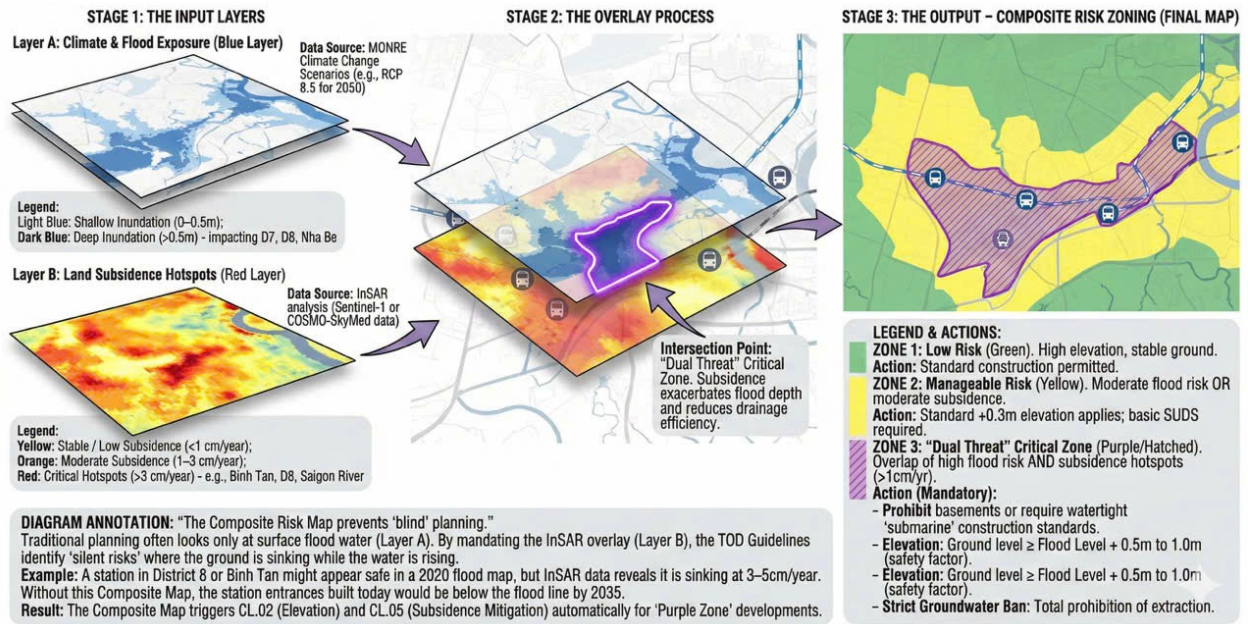 STAGE 1: THE INPUT LAYERS
Layer A: Climate & Flood Exposure (Blue Layer)
Data Source: MONRE
Climate Change
Scenarios (e.g., RCP
8.5 for 2050)
Legend:
Light Blue: Shallow Inundation (0–0.5m);
Dark Blue: Deep Inundation (>0.5m) - impacting D7, D8, Nha Be
Layer B: Land Subsidence Hotspots (Red Layer)
Data Source: InSAR
analysis (Sentinel-1 or
COSMO-SkyMed data)
Legend:
Yellow: Stable / Low Subsidence (<1 cm/year);
Orange: Moderate Subsidence (1–3 cm/year);
Red: Critical Hotspots (>3 cm/year) - e.g., Binh Tan, D8, Saigon River
STAGE 2: THE OVERLAY PROCESS
Intersection Point:
"Dual Threat" Critical
Zone. Subsidence
exacerbates flood depth
and reduces drainage
efficiency.
STAGE 3: THE OUTPUT – COMPOSITE RISK ZONING (FINAL MAP)
LEGEND & ACTIONS:
ZONE 1: Low Risk (Green). High elevation, stable ground.
Action: Standard construction permitted.
ZONE 2: Manageable Risk (Yellow). Moderate flood risk OR
moderate subsidence.
Action: Standard +0.3m elevation applies; basic SUDS
required.
ZONE 3: "Dual Threat" Critical Zone (Purple/Hatched).
Overlap of high flood risk AND subsidence hotspots
(>1cm/yr).
Action (Mandatory):
– Prohibit basements or require watertight
'submarine' construction standards.
– Elevation: Ground level ≥ Flood Level + 0.5m to 1.0m
(safety factor).
– Elevation: Ground level ≥ Flood Level + 0.5m to 1.0m
(safety factor).
– Strict Groundwater Ban: Total prohibition of extraction.
DIAGRAM ANNOTATION: "The Composite Risk Map prevents 'blind' planning."
Traditional planning often looks only at surface flood water (Layer A). By mandating the InSAR overlay (Layer B), the TOD Guidelines
identify 'silent risks' where the ground is sinking while the water is rising.
Example: A station in District 8 or Binh Tan might appear safe in a 2020 flood map, but InSAR data reveals it is sinking at 3–5cm/year.
Without this Composite Map, the station entrances built today would be below the flood line by 2035.
Result: The Composite Map triggers CL.02 (Elevation) and CL.05 (Subsidence Mitigation) automatically for 'Purple Zone' developments.